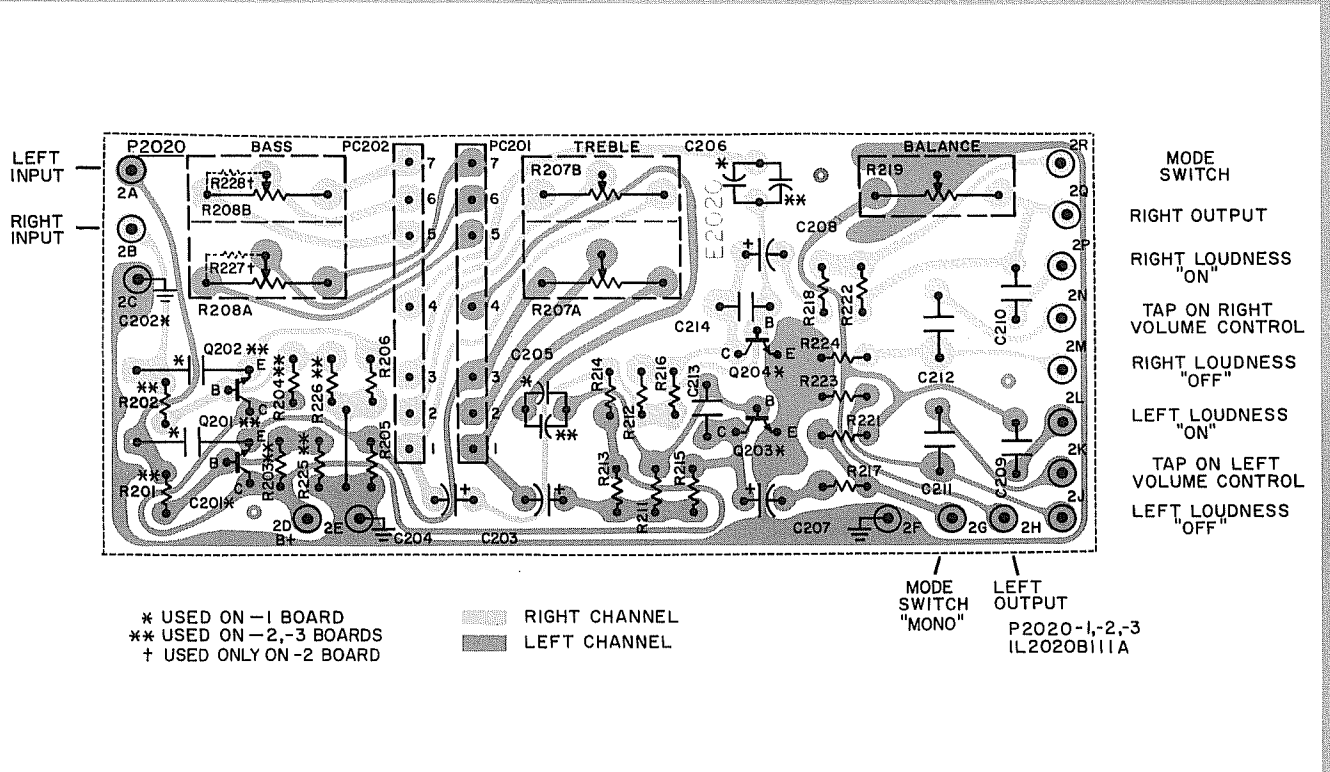 P2020
BASS
PC202
PC201
TREBLE
C206
BALANCE
2R
LEFT
INPUT
2A
R228†
R208B
7
7
R207B
*
**
R219
MODE
SWITCH
2Q
6
6
E2020
RIGHT OUTPUT
RIGHT
INPUT
2B
5
5
C208
+
2P
R227†
R208A
R207A
RIGHT LOUDNESS
"ON"
2C
C202*
4
4
C214
R218
R222
C210
2N
TAP ON RIGHT
VOLUME CONTROL
B
C
E
Q204*
R224
C212
2M
RIGHT LOUDNESS
"OFF"
*
Q202 **
E
B
C
**
R202
R204**
R226**
R206
3
3
C205
*
**
R214
R212
R216
C213
R223
2L
LEFT LOUDNESS
"ON"
2
2
B
C
E
Q203*
R221
*
Q201**
E
B
C
**
R201
C201*
R203**
R225**
R205
1
1
R213
R211
R215
R217
C211
C209
2K
TAP ON LEFT
VOLUME CONTROL
+
+
+
2J
LEFT LOUDNESS
"OFF"
2D
B+
2E
C204
C203
C207
2F
2G
2H
MODE
SWITCH
"MONO"
LEFT
OUTPUT
* USED ON -1 BOARD
** USED ON -2,-3 BOARDS
† USED ONLY ON -2 BOARD
RIGHT CHANNEL
LEFT CHANNEL
P2020-1,-2,-3
IL2020B111A